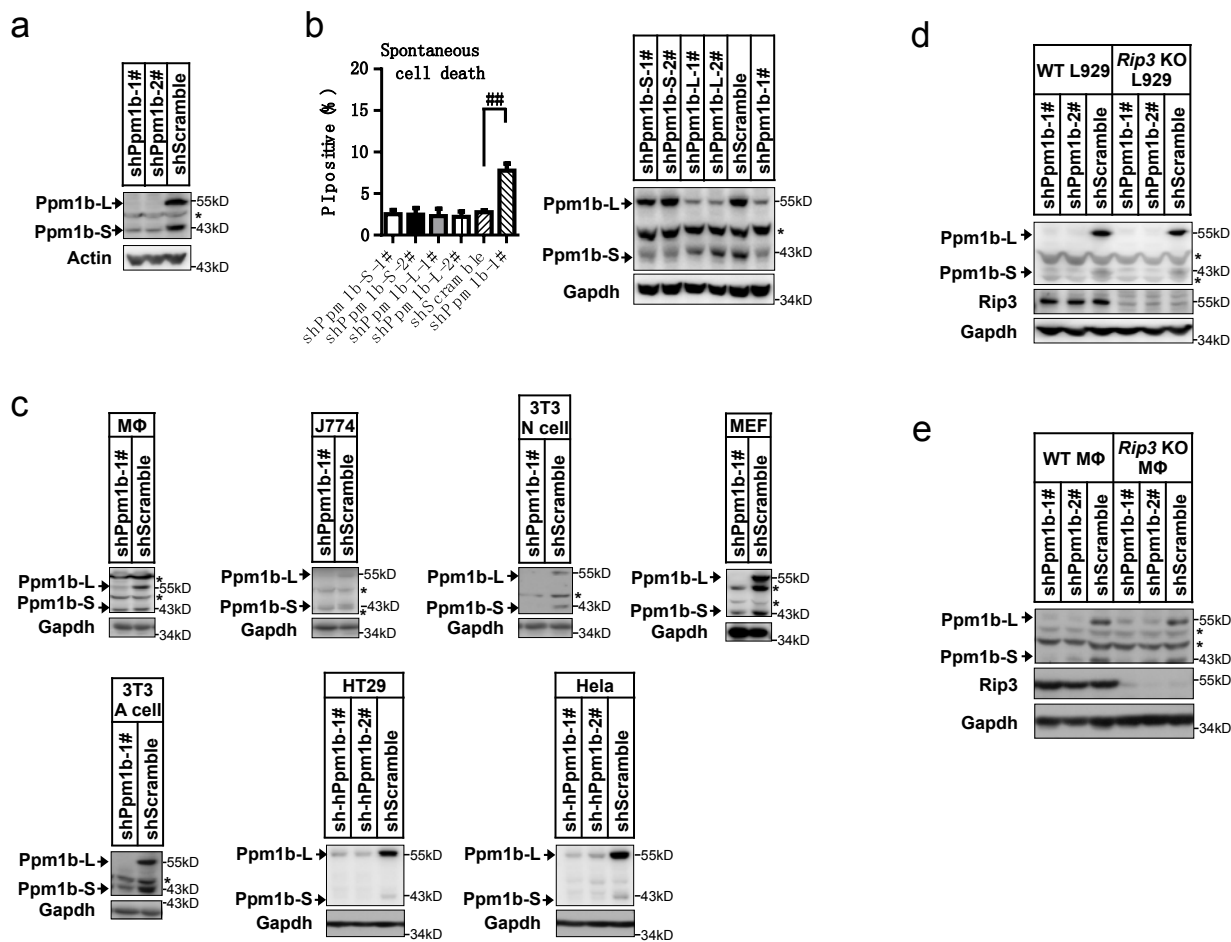 a
shPpm1b-1#
shPpm1b-2#
shScramble
Ppm1b-L
55kD
*
Ppm1b-S
43kD
Actin
43kD
b
Spontaneous
cell death
PIpositive (%)
20
15
10
5
0
##
shPpm1b-S-1#
shPpm1b-S-2#
shPpm1b-L-1#
shPpm1b-L-2#
shScramble
shPpm1b-1#
shPpm1b-S-1#
shPpm1b-S-2#
shPpm1b-L-1#
shPpm1b-L-2#
shScramble
shPpm1b-1#
Ppm1b-L
55kD
*
Ppm1b-S
43kD
Gapdh
34kD
c
MΦ
shPpm1b-1#
shScramble
Ppm1b-L
*
55kD
*
Ppm1b-S
43kD
Gapdh
34kD
J774
shPpm1b-1#
shScramble
Ppm1b-L
55kD
*
Ppm1b-S
43kD
*
Gapdh
34kD
3T3
N cell
shPpm1b-1#
shScramble
Ppm1b-L
55kD
*
Ppm1b-S
43kD
Gapdh
34kD
MEF
shPpm1b-1#
shScramble
Ppm1b-L
55kD
*
*
Ppm1b-S
43kD
Gapdh
34kD
3T3
A cell
shPpm1b-1#
shScramble
Ppm1b-L
55kD
*
Ppm1b-S
43kD
43kD
Gapdh
HT29
sh-hPpm1b-1#
sh-hPpm1b-2#
shScramble
Ppm1b-L
55kD
Ppm1b-S
43kD
Gapdh
34kD
Hela
sh-hPpm1b-1#
sh-hPpm1b-2#
shScramble
Ppm1b-L
55kD
Ppm1b-S
43kD
Gapdh
34kD
d
WT L929
Rip3 KO
L929
shPpm1b-1#
shPpm1b-2#
shScramble
shPpm1b-1#
shPpm1b-2#
shScramble
Ppm1b-L
55kD
*
Ppm1b-S
43kD
*
Rip3
55kD
Gapdh
34kD
e
WT MΦ
Rip3 KO
MΦ
shPpm1b-1#
shPpm1b-2#
shScramble
shPpm1b-1#
shPpm1b-2#
shScramble
Ppm1b-L
55kD
*
*
Ppm1b-S
43kD
Rip3
55kD
Gapdh
34kD